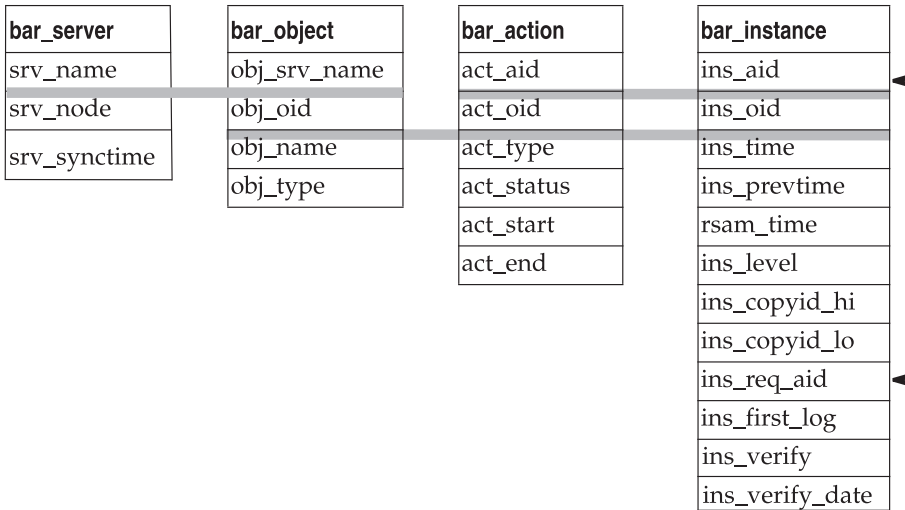 bar_server
srv_name
srv_node
srv_synctime
bar_object
obj_srv_name
obj_oid
obj_name
obj_type
bar_action
act_aid
act_oid
act_type
act_status
act_start
act_end
bar_instance
ins_aid
ins_oid
ins_time
ins_prevtime
rsam_time
ins_level
ins_copyid_hi
ins_copyid_lo
ins_req_aid
ins_first_log
ins_verify
ins_verify_date